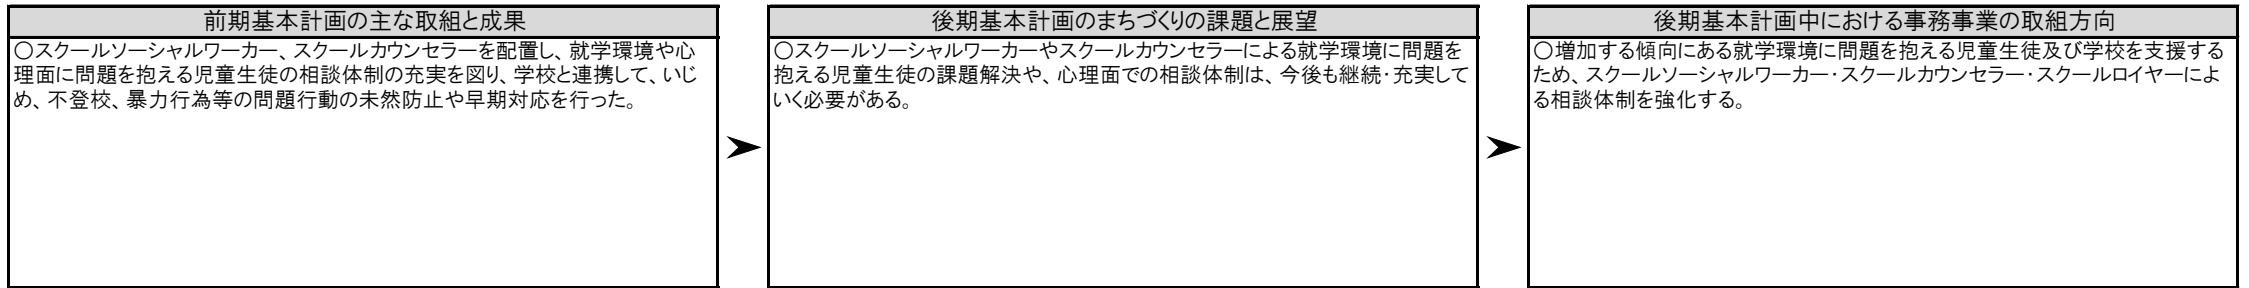 前期基本計画の主な取組と成果
〇スクールソーシャルワーカー、スクールカウンセラーを配置し、就学環境や心
理面に問題を抱える児童生徒の相談体制の充実を図り、学校と連携して、いじ
め、不登校、暴力行為等の問題行動の未然防止や早期対応を行った。
後期基本計画のまちづくりの課題と展望
〇スクールソーシャルワーカーやスクールカウンセラーによる就学環境に問題を
抱える児童生徒の課題解決や、心理面での相談体制は、今後も継続・充実して
いく必要がある。
後期基本計画中における事務事業の取組方向
〇増加する傾向にある就学環境に問題を抱える児童生徒及び学校を支援する
ため、スクールソーシャルワーカー・スクールカウンセラー・スクールロイヤーによ
る相談体制を強化する。